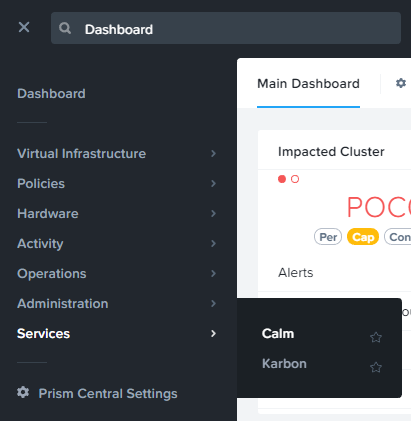 Dashboard
Dashboard
Main Dashboard
Virtual Infrastructure
Policies
Hardware
Activity
Operations
Administration
Services
Prism Central Settings
Impacted Cluster
POC
Per Cap Con
Alerts
Calm
Karbon